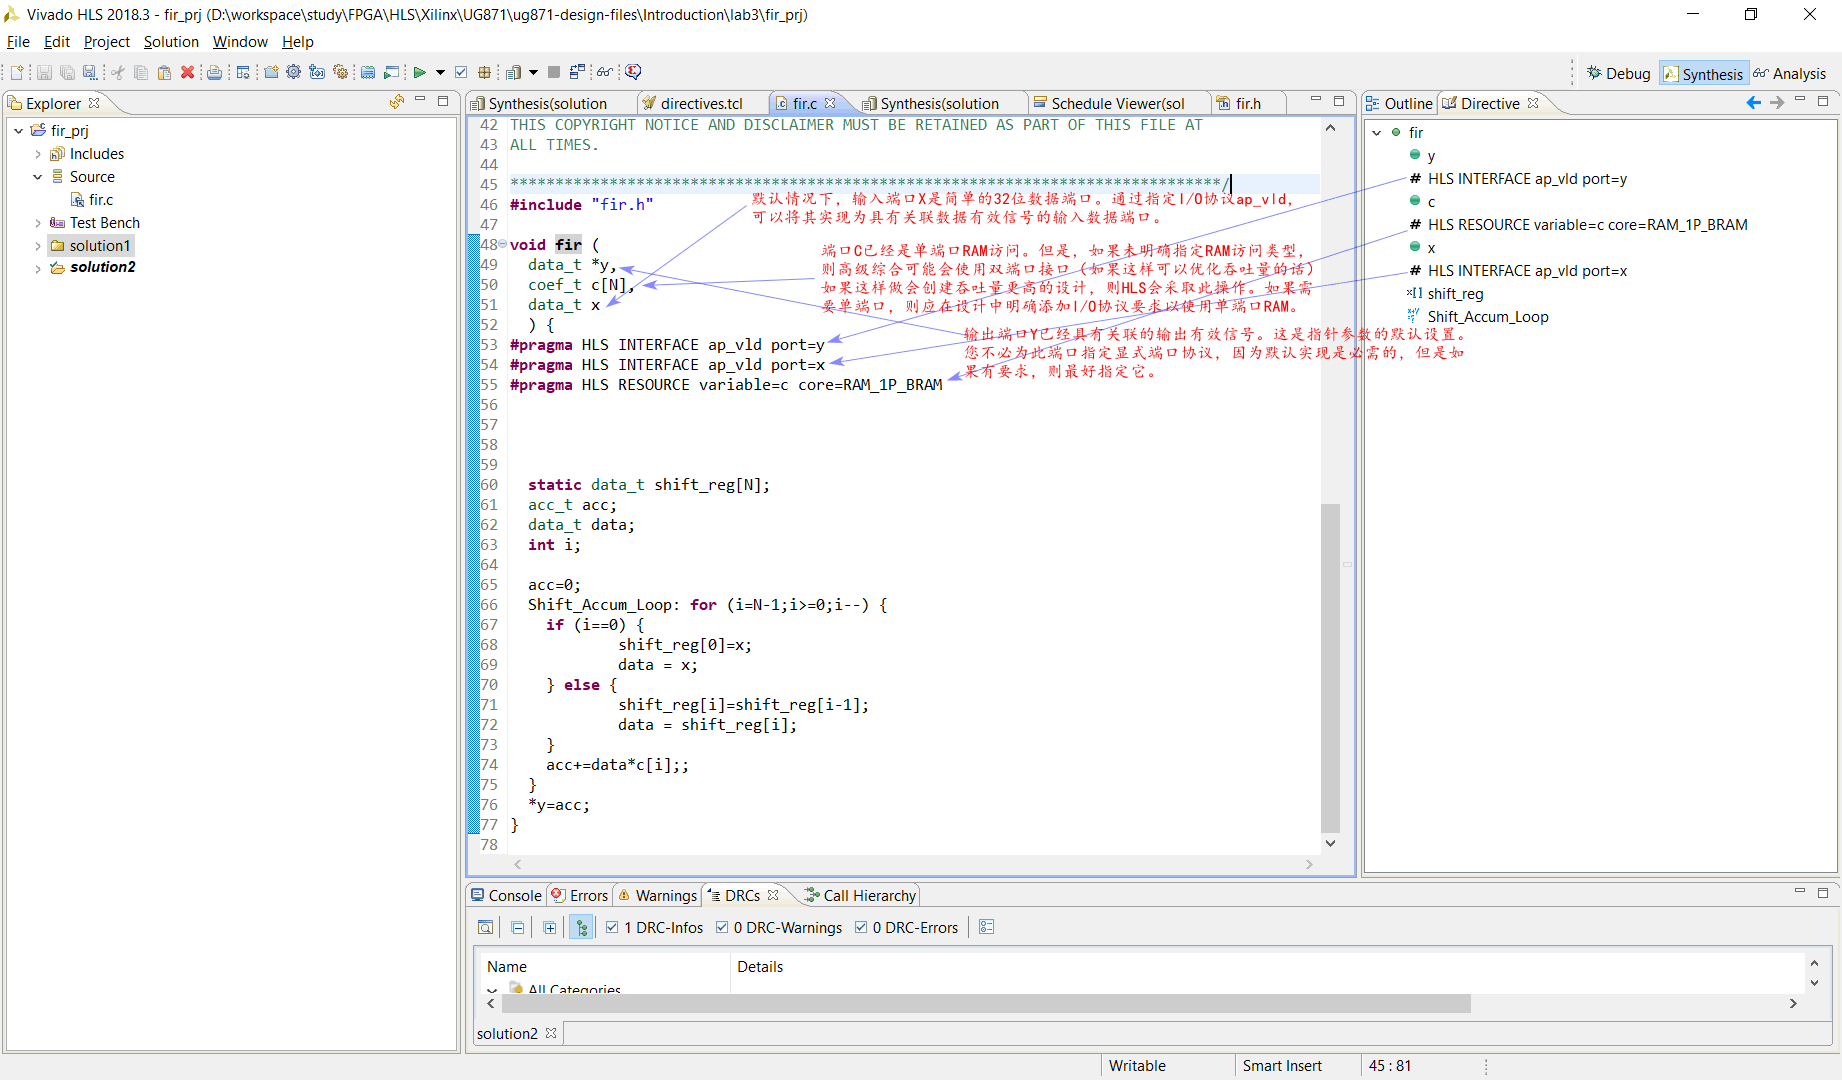 Vivado HLS 2018.3 - fir_prj (D:\workspace\study\FPGA\HLS\Xilinx\UG871\ug871-design-files\Introduction\lab3\fir_prj)
File Edit Project Solution Window Help
Debug Synthesis Analysis
Explorer
fir_prj
Includes
Source
fir.c
Test Bench
solution1
solution2
Synthesis(solution directives.tcl fir.c Synthesis(solution Schedule Viewer(sol fir.h
42 THIS COPYRIGHT NOTICE AND DISCLAIMER MUST BE RETAINED AS PART OF THIS FILE AT
43 ALL TIMES.
44
45 *******************************************************************************/
46 #include "fir.h"
47
48 void fir (
49 data_t *y,
50 coef_t c[N],
51 data_t x
52 ) {
53 #pragma HLS INTERFACE ap_vld port=y
54 #pragma HLS INTERFACE ap_vld port=x
55 #pragma HLS RESOURCE variable=c core=RAM_1P_BRAM
56
57
58
59
60 static data_t shift_reg[N];
61 acc_t acc;
62 data_t data;
63 int i;
64
65 acc=0;
66 Shift_Accum_Loop: for (i=N-1;i>=0;i--) {
67 if (i==0) {
68 shift_reg[0]=x;
69 data = x;
70 } else {
71 shift_reg[i]=shift_reg[i-1];
72 data = shift_reg[i];
73 }
74 acc+=data*c[i];;
75 }
76 *y=acc;
77 }
78
默认情况下，输入端口X是简单的32位数据端口。通过指定I/O协议ap_vld，
可以将其实现为具有关联数据有效信号的输入数据端口。
端口C已经是单端口RAM访问。但是，如果未明确指定RAM访问类型，
则高级综合可能会使用双端口接口（如果这样可以优化吞吐量的话）
如果这样做会创建吞吐量更高的设计，则HLS会采取此操作。如果需
要单端口，则应在设计中明确添加I/O协议要求以使用单端口RAM。
输出端口Y已经具有关联的输出有效信号。这是指针参数的默认设置。
您不必为此端口指定显式端口协议，因为默认实现是必需的，但是如
果有要求，则最好指定它。
Outline Directive
fir
y
# HLS INTERFACE ap_vld port=y
c
# HLS RESOURCE variable=c core=RAM_1P_BRAM
x
# HLS INTERFACE ap_vld port=x
shift_reg
Shift_Accum_Loop
Console Errors Warnings DRCs Call Hierarchy
1 DRC-Infos 0 DRC-Warnings 0 DRC-Errors
Name Details
All Categories
solution2
Writable Smart Insert 45 : 81